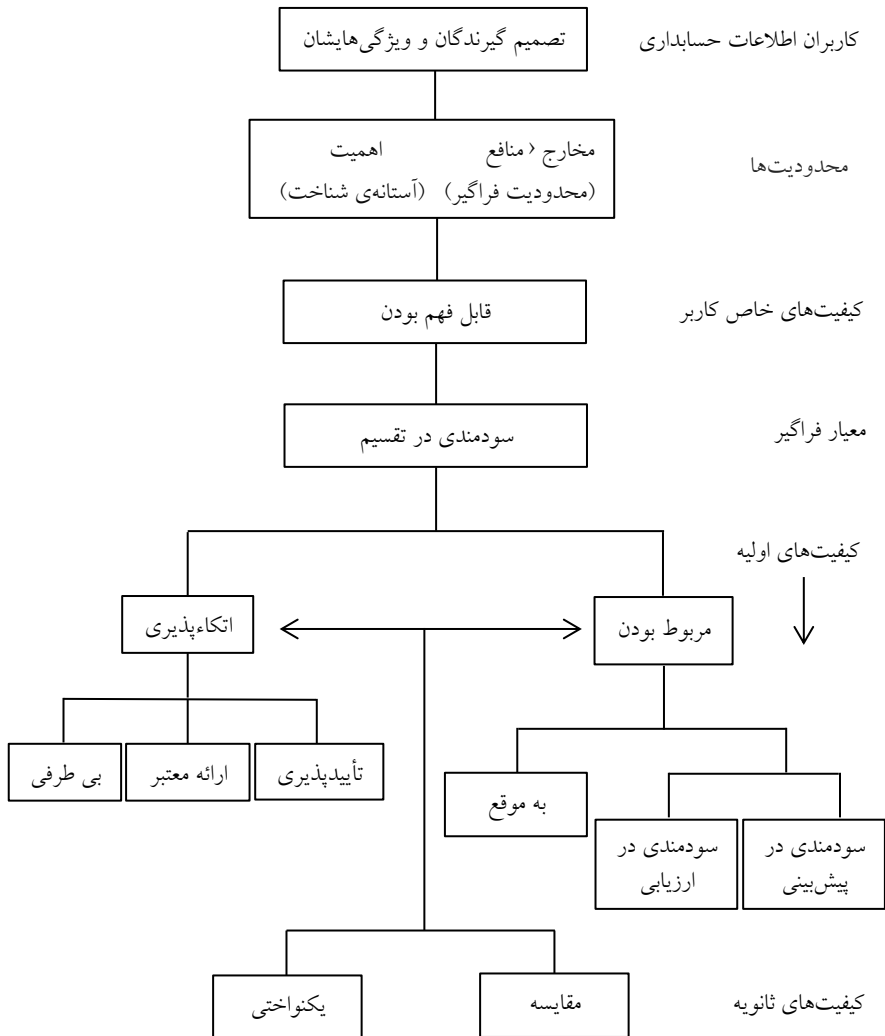 کاربران اطلاعات حسابداری
تصمیم گیرندگان و ویژگی‌هایشان
محدودیت‌ها
مخارج › منافع
اهمیت
(محدودیت فراگیر)
(آستانه‌ی شناخت)
کیفیت‌های خاص کاربر
قابل فهم بودن
معیار فراگیر
سودمندی در تقسیم
کیفیت‌های اولیه
مربوط بودن
اتکاءپذیری
تأییدپذیری
ارائه معتبر
بی طرفی
به موقع
سودمندی در
پیش‌بینی
سودمندی در
ارزیابی
کیفیت‌های ثانویه
مقایسه
یکنواختی